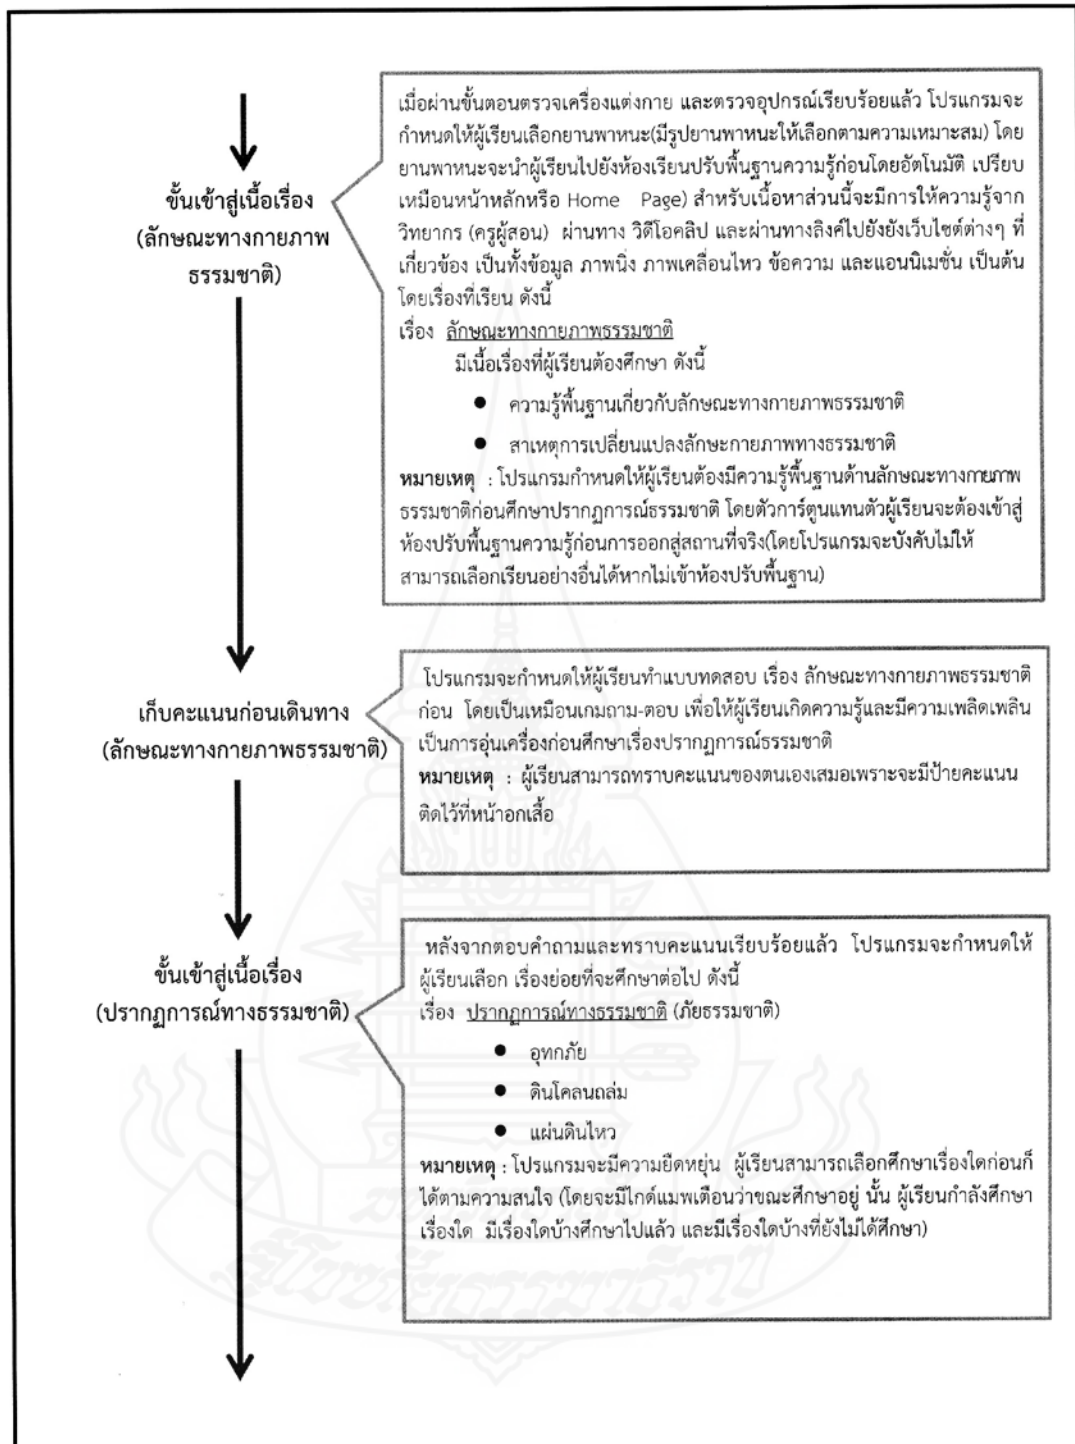 เมื่อผ่านขั้นตอนตรวจเครื่องแต่งกาย และตรวจอุปกรณ์เรียบร้อยแล้ว โปรแกรมจะ
กำหนดให้ผู้เรียนเลือกยานพาหนะ(มีรูปยานพาหนะให้เลือกตามความเหมาะสม) โดย
ยานพาหนะจะนำผู้เรียนไปยังห้องเรียนปรับพื้นฐานความรู้ก่อนโดยอัตโนมัติ เปรียบ
เหมือนหน้าหลักหรือ Home Page) สำหรับเนื้อหาส่วนนี้จะมีการให้ความรู้จาก
วิทยากร (ครูผู้สอน) ผ่านทาง วิดีโอคลิป และผ่านทางลิงค์ไปยังยังเว็บไซต์ต่างๆ ที่
เกี่ยวข้อง เป็นทั้งข้อมูล ภาพนิ่ง ภาพเคลื่อนไหว ข้อความ และแอนนิเมชั่น เป็นต้น
โดยเรื่องที่เรียน ดังนี้
เรื่อง ลักษณะทางกายภาพธรรมชาติ
มีเนื้อเรื่องที่ผู้เรียนต้องศึกษา ดังนี้
● ความรู้พื้นฐานเกี่ยวกับลักษณะทางกายภาพธรรมชาติ
● สาเหตุการเปลี่ยนแปลงลักษะกายภาพทางธรรมชาติ
หมายเหตุ : โปรแกรมกำหนดให้ผู้เรียนต้องมีความรู้พื้นฐานด้านลักษณะทางกายภาพ
ธรรมชาติก่อนศึกษาปรากฏการณ์ธรรมชาติ โดยตัวการ์ตูนแทนตัวผู้เรียนจะต้องเข้าสู่
ห้องปรับพื้นฐานความรู้ก่อนการออกสู่สถานที่จริง(โดยโปรแกรมจะบังคับไม่ให้
สามารถเลือกเรียนอย่างอื่นได้หากไม่เข้าห้องปรับพื้นฐาน)
ขั้นเข้าสู่เนื้อเรื่อง
(ลักษณะทางกายภาพ
ธรรมชาติ)
เก็บคะแนนก่อนเดินทาง
(ลักษณะทางกายภาพธรรมชาติ)
โปรแกรมจะกำหนดให้ผู้เรียนทำแบบทดสอบ เรื่อง ลักษณะทางกายภาพธรรมชาติ
ก่อน โดยเป็นเหมือนเกมถาม-ตอบ เพื่อให้ผู้เรียนเกิดความรู้และมีความเพลิดเพลิน
เป็นการอุ่นเครื่องก่อนศึกษาเรื่องปรากฏการณ์ธรรมชาติ
หมายเหตุ : ผู้เรียนสามารถทราบคะแนนของตนเองเสมอเพราะจะมีป้ายคะแนน
ติดไว้ที่หน้าอกเสื้อ
ขั้นเข้าสู่เนื้อเรื่อง
(ปรากฏการณ์ทางธรรมชาติ)
หลังจากตอบคำถามและทราบคะแนนเรียบร้อยแล้ว โปรแกรมจะกำหนดให้
ผู้เรียนเลือก เรื่องย่อยที่จะศึกษาต่อไป ดังนี้
เรื่อง ปรากฏการณ์ทางธรรมชาติ (ภัยธรรมชาติ)
● อุทกภัย
● ดินโคลนถล่ม
● แผ่นดินไหว
หมายเหตุ : โปรแกรมจะมีความยืดหยุ่น ผู้เรียนสามารถเลือกศึกษาเรื่องใดก่อนก็
ได้ตามความสนใจ (โดยจะมีไกด์แมพเตือนว่าขณะศึกษาอยู่ นั้น ผู้เรียนกำลังศึกษา
เรื่องใด มีเรื่องใดบ้างศึกษาไปแล้ว และมีเรื่องใดบ้างที่ยังไม่ได้ศึกษา)
มหาวิทยาลัย
สุโขทัยธรรมาธิราช